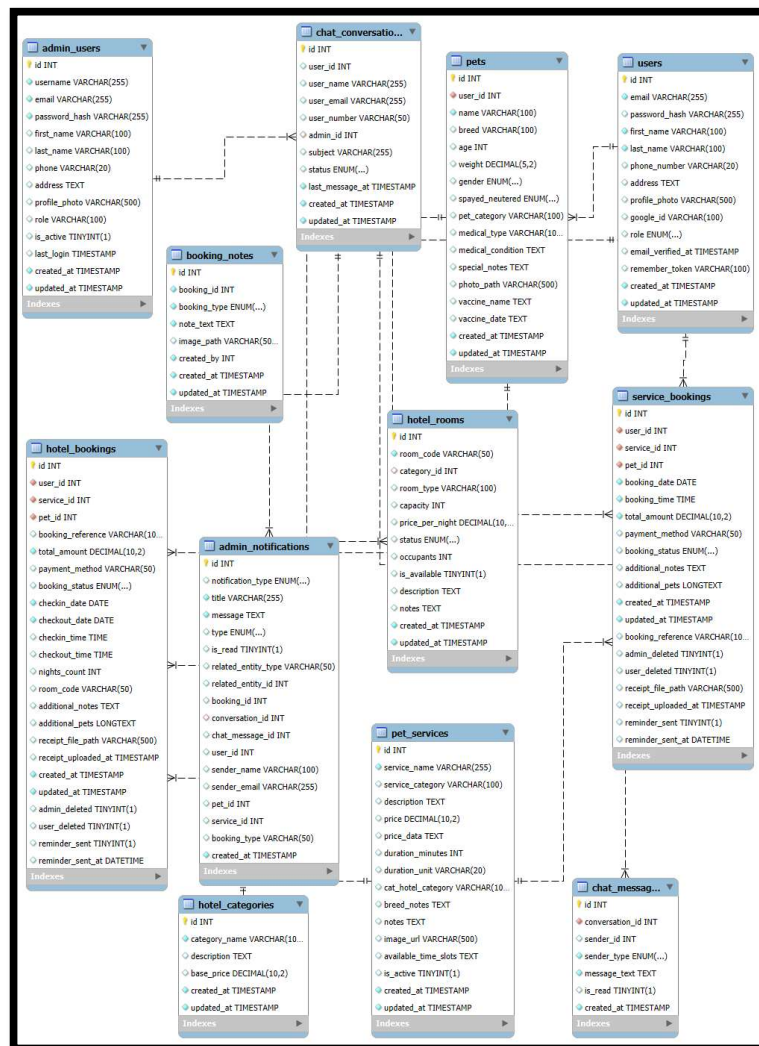 admin_users
id INT
username VARCHAR(255)
email VARCHAR(255)
password_hash VARCHAR(255)
first_name VARCHAR(100)
last_name VARCHAR(100)
phone VARCHAR(20)
address TEXT
profile_photo VARCHAR(500)
role VARCHAR(100)
is_active TINYINT(1)
last_login TIMESTAMP
created_at TIMESTAMP
updated_at TIMESTAMP
Indexes
chat_conversatio...
id INT
user_id INT
user_name VARCHAR(255)
user_email VARCHAR(255)
user_number VARCHAR(50)
admin_id INT
subject VARCHAR(255)
status ENUM(...)
last_message_at TIMESTAMP
created_at TIMESTAMP
updated_at TIMESTAMP
Indexes
pets
id INT
user_id INT
name VARCHAR(100)
breed VARCHAR(100)
age INT
weight DECIMAL(5,2)
gender ENUM(...)
spayed_neutered ENUM(...)
pet_category VARCHAR(100)
medical_type VARCHAR(10...
medical_condition TEXT
special_notes TEXT
photo_path VARCHAR(500)
vaccine_name TEXT
vaccine_date TEXT
created_at TIMESTAMP
updated_at TIMESTAMP
Indexes
users
id INT
email VARCHAR(255)
password_hash VARCHAR(255)
first_name VARCHAR(100)
last_name VARCHAR(100)
phone_number VARCHAR(20)
address TEXT
profile_photo VARCHAR(500)
google_id VARCHAR(100)
role ENUM(...)
email_verified_at TIMESTAMP
remember_token VARCHAR(100)
created_at TIMESTAMP
updated_at TIMESTAMP
Indexes
booking_notes
id INT
booking_id INT
booking_type ENUM(...)
note_text TEXT
image_path VARCHAR(50...
created_by INT
created_at TIMESTAMP
updated_at TIMESTAMP
Indexes
hotel_bookings
id INT
user_id INT
service_id INT
pet_id INT
booking_reference VARCHAR(10...
total_amount DECIMAL(10,2)
payment_method VARCHAR(50)
booking_status ENUM(...)
checkin_date DATE
checkout_date DATE
checkin_time TIME
checkout_time TIME
nights_count INT
room_code VARCHAR(50)
additional_notes TEXT
additional_pets LONGTEXT
receipt_file_path VARCHAR(500)
receipt_uploaded_at TIMESTAMP
created_at TIMESTAMP
updated_at TIMESTAMP
admin_deleted TINYINT(1)
user_deleted TINYINT(1)
reminder_sent TINYINT(1)
reminder_sent_at DATETIME
Indexes
hotel_rooms
id INT
room_code VARCHAR(50)
category_id INT
room_type VARCHAR(100)
capacity INT
price_per_night DECIMAL(10,...
status ENUM(...)
occupants INT
is_available TINYINT(1)
description TEXT
notes TEXT
created_at TIMESTAMP
updated_at TIMESTAMP
Indexes
service_bookings
id INT
user_id INT
service_id INT
pet_id INT
booking_date DATE
booking_time TIME
total_amount DECIMAL(10,2)
payment_method VARCHAR(50)
booking_status ENUM(...)
additional_notes TEXT
additional_pets LONGTEXT
created_at TIMESTAMP
updated_at TIMESTAMP
booking_reference VARCHAR(10...
admin_deleted TINYINT(1)
user_deleted TINYINT(1)
receipt_file_path VARCHAR(500)
receipt_uploaded_at TIMESTAMP
reminder_sent TINYINT(1)
reminder_sent_at DATETIME
Indexes
admin_notifications
id INT
notification_type ENUM(...)
title VARCHAR(255)
message TEXT
type ENUM(...)
is_read TINYINT(1)
related_entity_type VARCHAR(50)
related_entity_id INT
booking_id INT
conversation_id INT
chat_message_id INT
user_id INT
sender_name VARCHAR(100)
sender_email VARCHAR(255)
pet_id INT
service_id INT
booking_type VARCHAR(50)
created_at TIMESTAMP
Indexes
pet_services
id INT
service_name VARCHAR(255)
service_category VARCHAR(100)
description TEXT
price DECIMAL(10,2)
price_data TEXT
duration_minutes INT
duration_unit VARCHAR(20)
cat_hotel_category VARCHAR(10...
breed_notes TEXT
notes TEXT
image_url VARCHAR(500)
available_time_slots TEXT
is_active TINYINT(1)
created_at TIMESTAMP
updated_at TIMESTAMP
Indexes
hotel_categories
id INT
category_name VARCHAR(10...
description TEXT
base_price DECIMAL(10,2)
created_at TIMESTAMP
updated_at TIMESTAMP
Indexes
chat_messag...
id INT
conversation_id INT
sender_id INT
sender_type ENUM(...)
message_text TEXT
is_read TINYINT(1)
created_at TIMESTAMP
Indexes